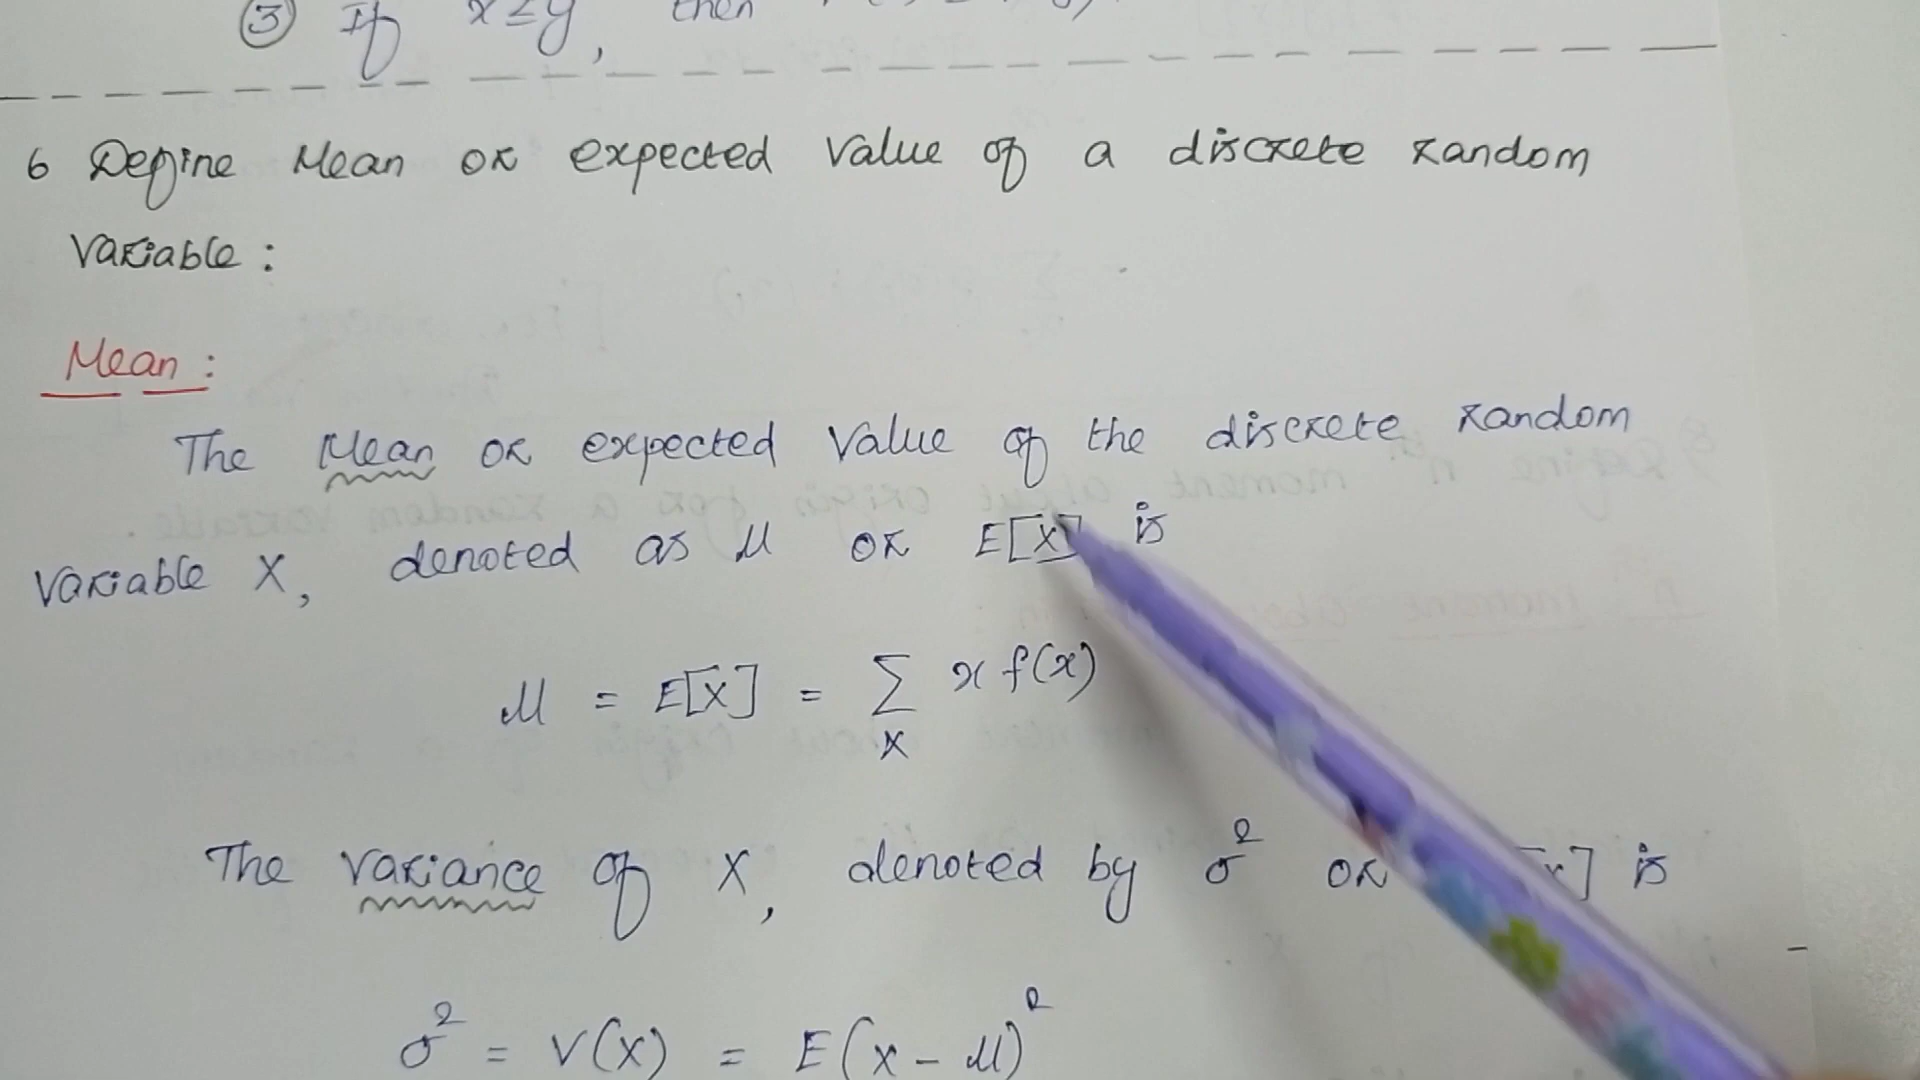 ③ If x ≤ y, then
6 Define Mean or expected value of a discrete random
variable :
Mean :
The Mean or expected value of the discrete random
variable X, denoted as μ or E[X] is
μ = E[X] = Σ x f(x)
x
The variance of X, denoted by σ² or x] is
σ² = V(X) = E(x - μ)²